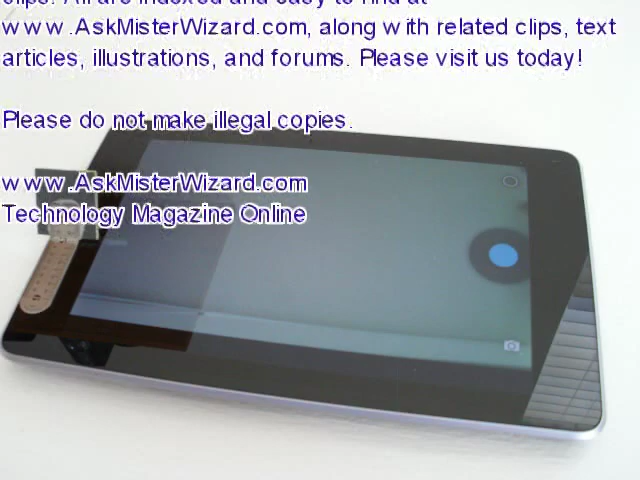 clips. All are indexed and easy to find at
www.AskMisterWizard.com, along with related clips, text
articles, illustrations, and forums. Please visit us today!
Please do not make illegal copies.
www.AskMisterWizard.com
Technology Magazine Online